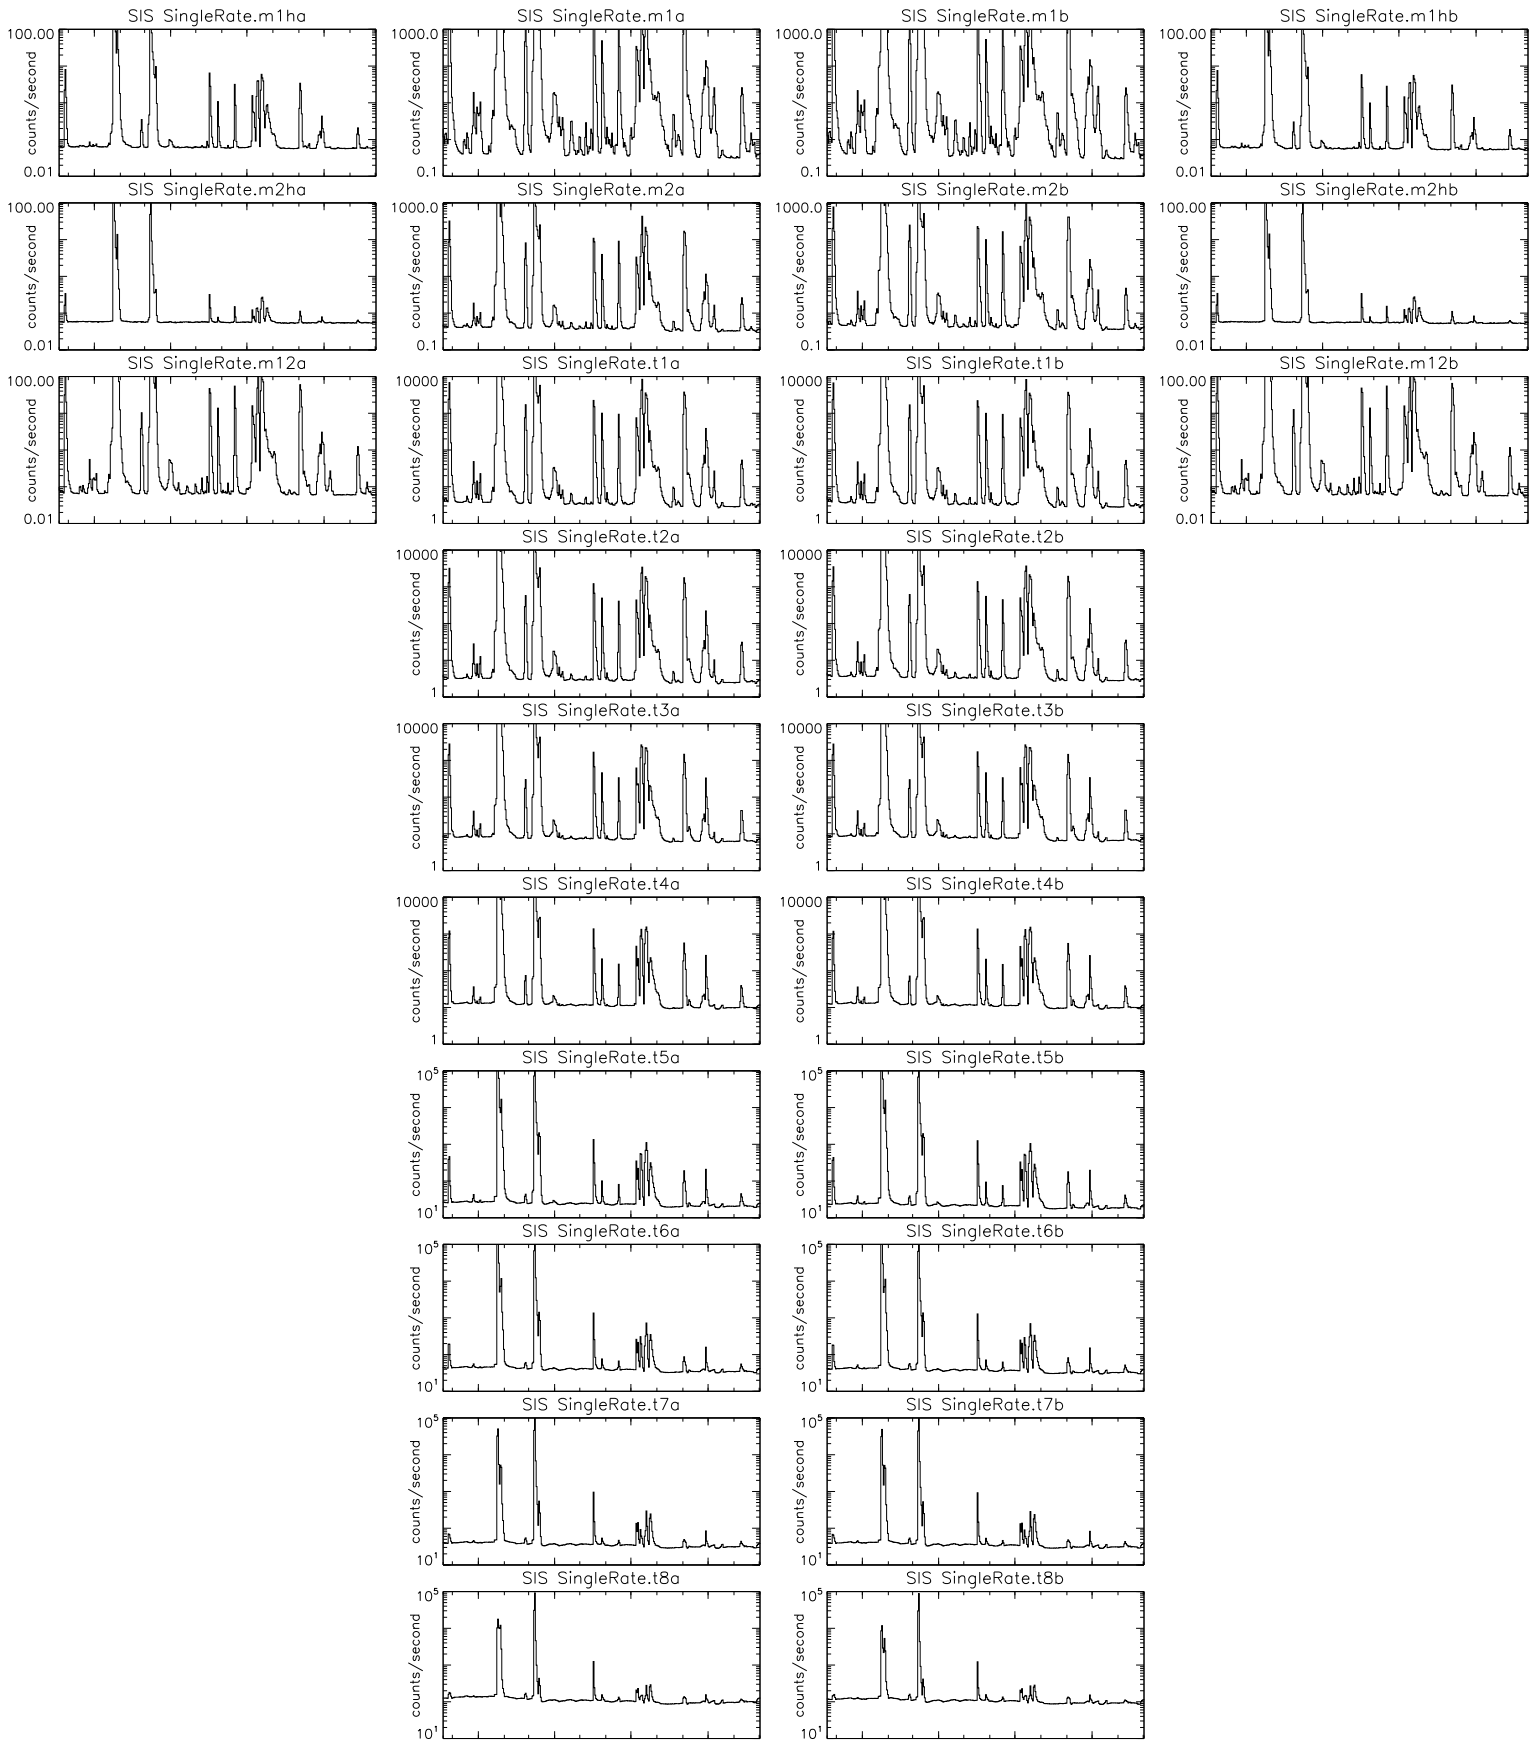 SIS SingleRate.m1ha SIS SingleRate.m1a SIS SingleRate.m1b SIS SingleRate.m1hb
100.00 1000.0 1000.0 100.00
counts/second counts/second counts/second counts/second
0.01 0.1 0.1 0.01
SIS SingleRate.m2ha SIS SingleRate.m2a SIS SingleRate.m2b SIS SingleRate.m2hb
100.00 1000.0 1000.0 100.00
counts/second counts/second counts/second counts/second
0.01 0.1 0.1 0.01
SIS SingleRate.m12a SIS SingleRate.t1a SIS SingleRate.t1b SIS SingleRate.m12b
100.00 10000 10000 100.00
counts/second counts/second counts/second counts/second
0.01 1 1 0.01
SIS SingleRate.t2a SIS SingleRate.t2b
10000 10000
counts/second counts/second
1 1
SIS SingleRate.t3a SIS SingleRate.t3b
10000 10000
counts/second counts/second
1 1
SIS SingleRate.t4a SIS SingleRate.t4b
10000 10000
counts/second counts/second
1 1
SIS SingleRate.t5a SIS SingleRate.t5b
10⁵ 10⁵
counts/second counts/second
10¹ 10¹
SIS SingleRate.t6a SIS SingleRate.t6b
10⁵ 10⁵
counts/second counts/second
10¹ 10¹
SIS SingleRate.t7a SIS SingleRate.t7b
10⁵ 10⁵
counts/second counts/second
10¹ 10¹
SIS SingleRate.t8a SIS SingleRate.t8b
10⁵ 10⁵
counts/second counts/second
10¹ 10¹